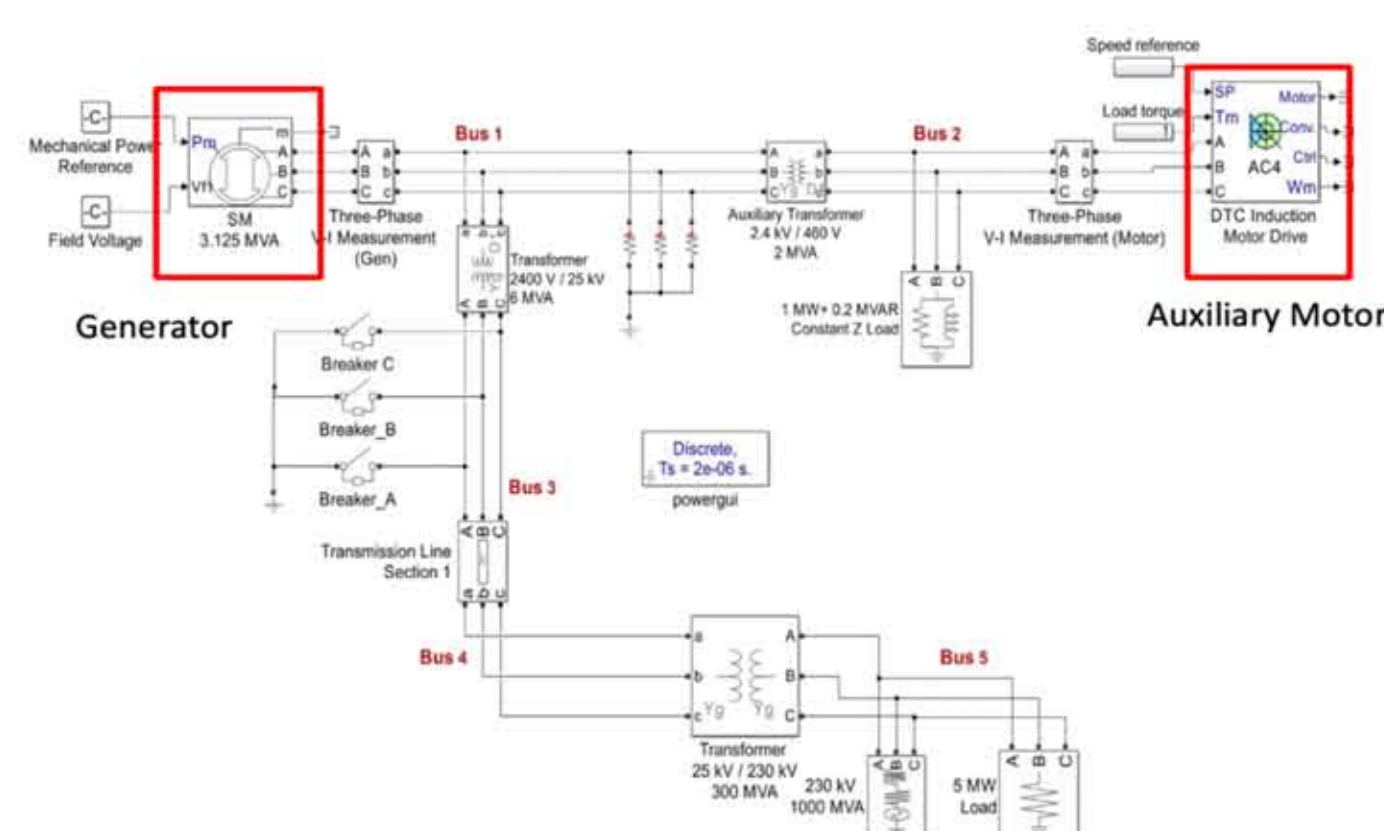 Speed reference
-C-
Mechanical Power
Reference
Pm
m
A
B
C
Vf1
-C-
Field Voltage
SM
3.125 MVA
Generator
A a
B b
C c
Three-Phase
V-I Measurement
(Gen)
Bus 1
a b c
A B C
Transformer
2400 V / 25 kV
6 MVA
A a
B b
C c
Auxiliary Transformer
2.4 kV / 460 V
2 MVA
Bus 2
A B C
1 MW+ 0.2 MVAR
Constant Z Load
A a
B b
C c
Three-Phase
V-I Measurement (Motor)
Load torque
SP
Tm
A
B
C
Motor
Conv.
Ctrl
Wm
AC4
DTC Induction
Motor Drive
Auxiliary Motor
Breaker C
Breaker_B
Breaker_A
Discrete,
Ts = 2e-06 s.
powergui
Bus 3
A B C
Transmission Line
Section 1
a b c
Bus 4
a
b
c
Yg
Yg
A
B
C
Transformer
25 kV / 230 kV
300 MVA
Bus 5
A B C
230 kV
1000 MVA
A B C
5 MW
Load